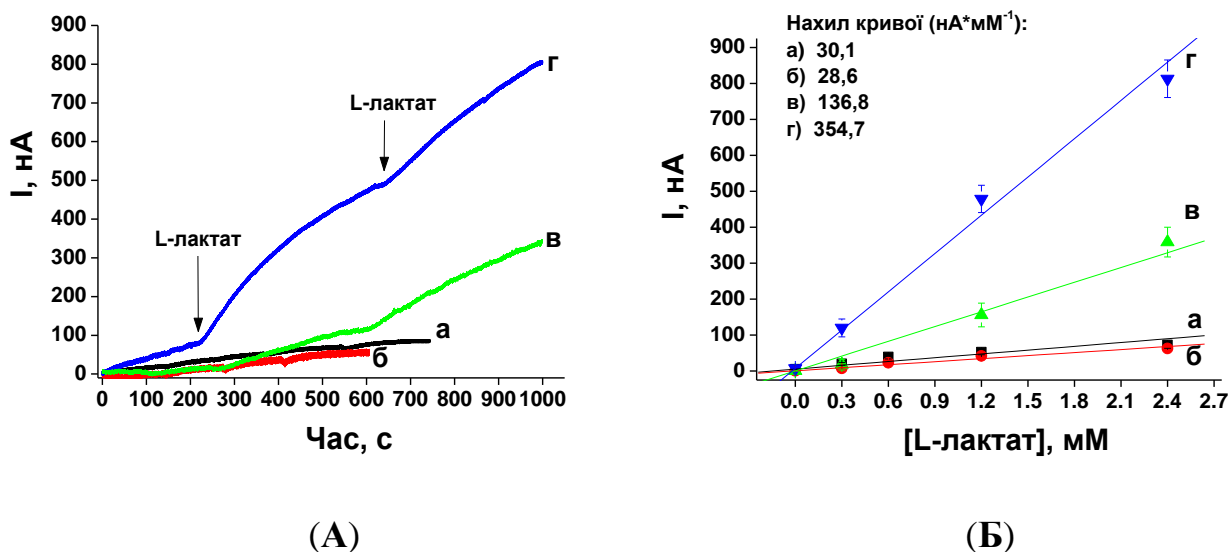 900
800
700
600
500
400
300
200
100
0
I, нА
L-лактат
L-лактат
г
в
а
б
0 100 200 300 400 500 600 700 800 900 1000
Час, с
(А)
Нахил кривої (нА*мМ-1):
а) 30,1
б) 28,6
в) 136,8
г) 354,7
900
800
700
600
500
400
300
200
100
0
I, нА
г
в
а
б
0.0 0.3 0.6 0.9 1.2 1.5 1.8 2.1 2.4 2.7
[L-лактат], мМ
(Б)